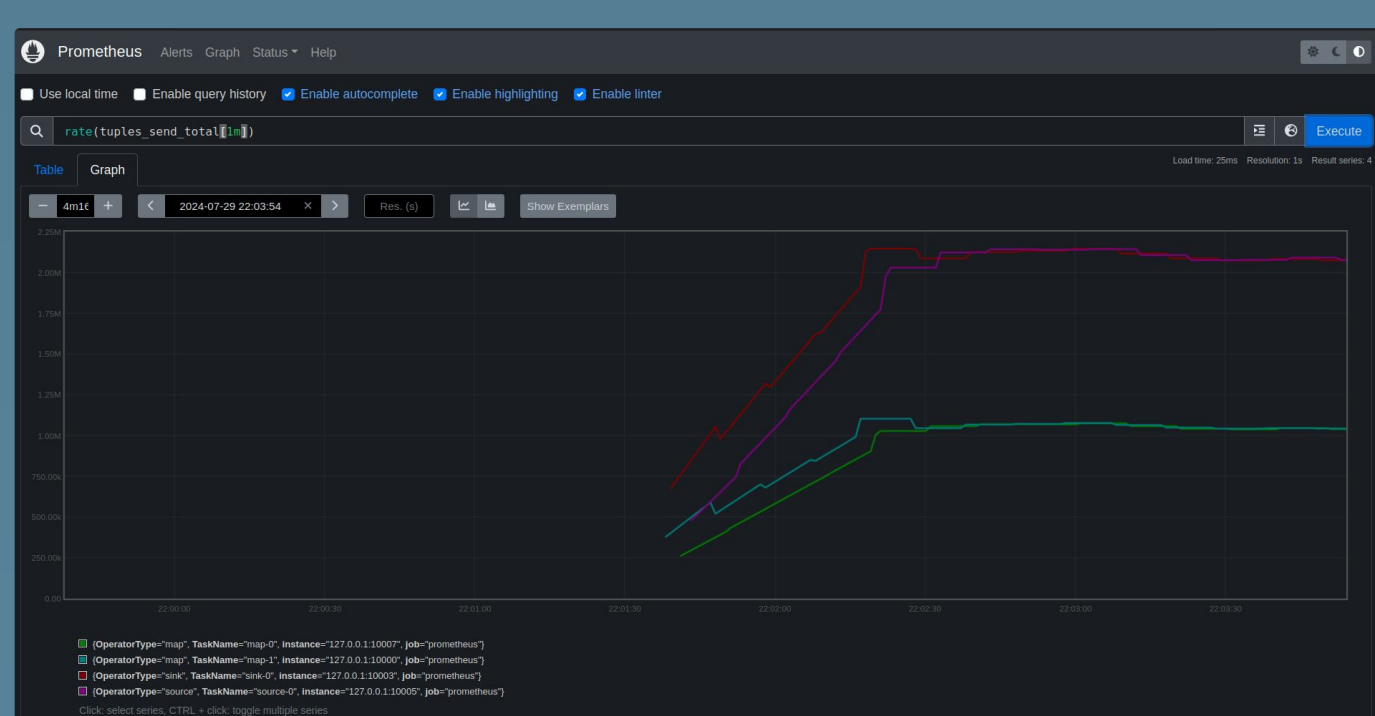 Prometheus Alerts Graph Status Help
Use local time Enable query history Enable autocomplete Enable highlighting Enable linter
rate(tuples_send_total[1m]) Execute
Load time: 25ms Resolution: 1s Result series: 4
Table Graph
− 4m16 + 2024-07-29 22:03:54 × Res. (s) Show Exemplars
2.25M
2.00M
1.75M
1.50M
1.25M
1.00M
750.00k
500.00k
250.00k
0.00
22:00:00 22:00:30 22:01:00 22:01:30 22:02:00 22:02:30 22:03:00 22:03:30
{OperatorType="map", TaskName="map-0", instance="127.0.0.1:10007", job="prometheus"}
{OperatorType="map", TaskName="map-1", instance="127.0.0.1:10000", job="prometheus"}
{OperatorType="sink", TaskName="sink-0", instance="127.0.0.1:10003", job="prometheus"}
{OperatorType="source", TaskName="source-0", instance="127.0.0.1:10005", job="prometheus"}
Click: select series, CTRL + click: toggle multiple series